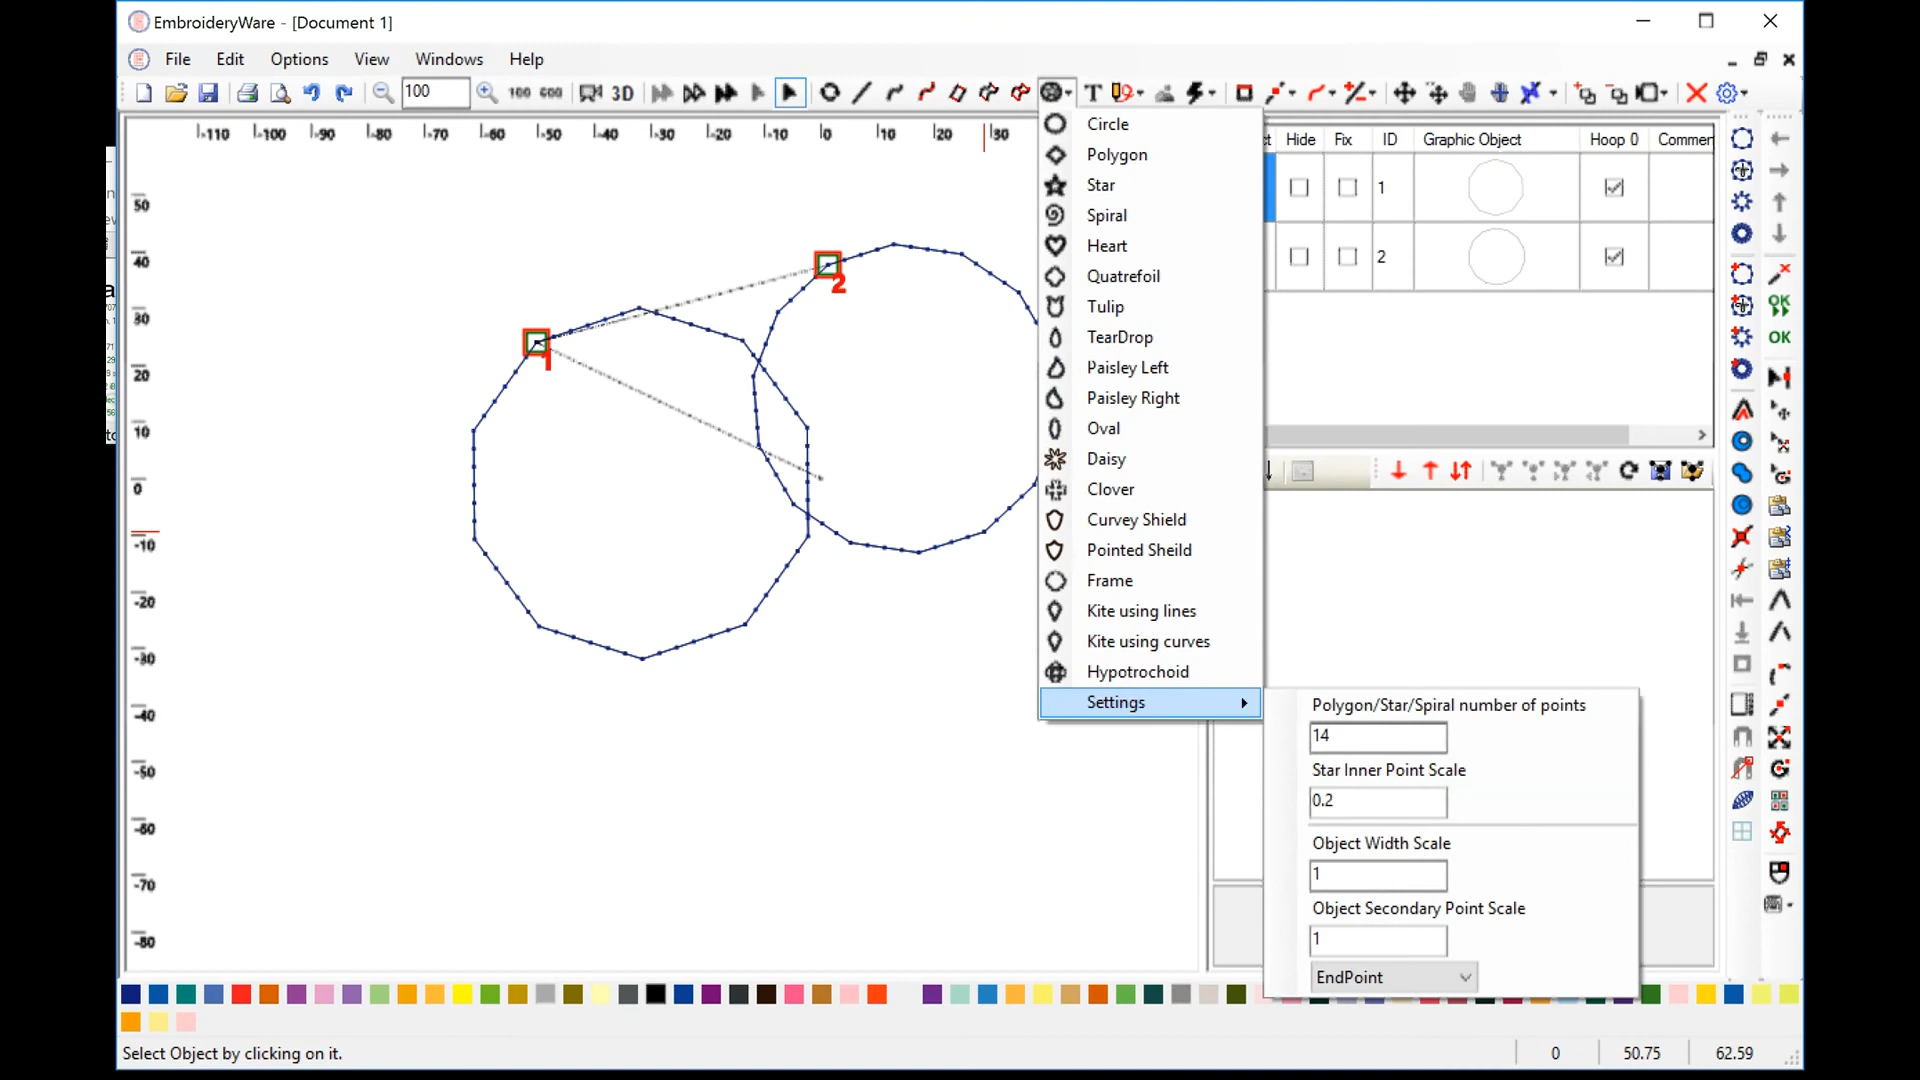 EmbroideryWare - [Document 1]
File Edit Options View Windows Help
100 3D T
-110 -100 -90 -80 -70 -60 -50 -40 -30 -20 -10 0 10 20 30
50
40
30
20
10
0
-10
-20
-30
-40
-50
-60
-70
-80
1
2
Circle
Polygon
Star
Spiral
Heart
Quatrefoil
Tulip
TearDrop
Paisley Left
Paisley Right
Oval
Daisy
Clover
Curvey Shield
Pointed Sheild
Frame
Kite using lines
Kite using curves
Hypotrochoid
Settings
Hide Fix ID Graphic Object Hoop 0 Commer
1
2
OK
OK
Polygon/Star/Spiral number of points
14
Star Inner Point Scale
0.2
Object Width Scale
1
Object Secondary Point Scale
1
EndPoint
Select Object by clicking on it.
0 50.75 62.59